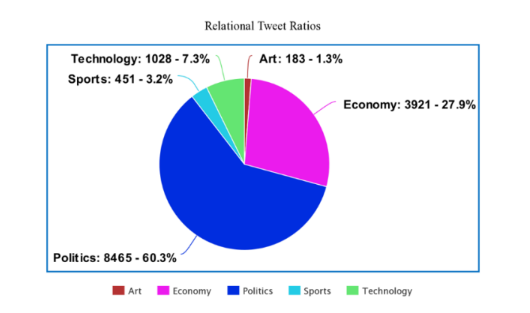 Relational Tweet Ratios
Technology: 1028 - 7.3%
Art: 183 - 1.3%
Sports: 451 - 3.2%
Economy: 3921 - 27.9%
Politics: 8465 - 60.3%
Art Economy Politics Sports Technology